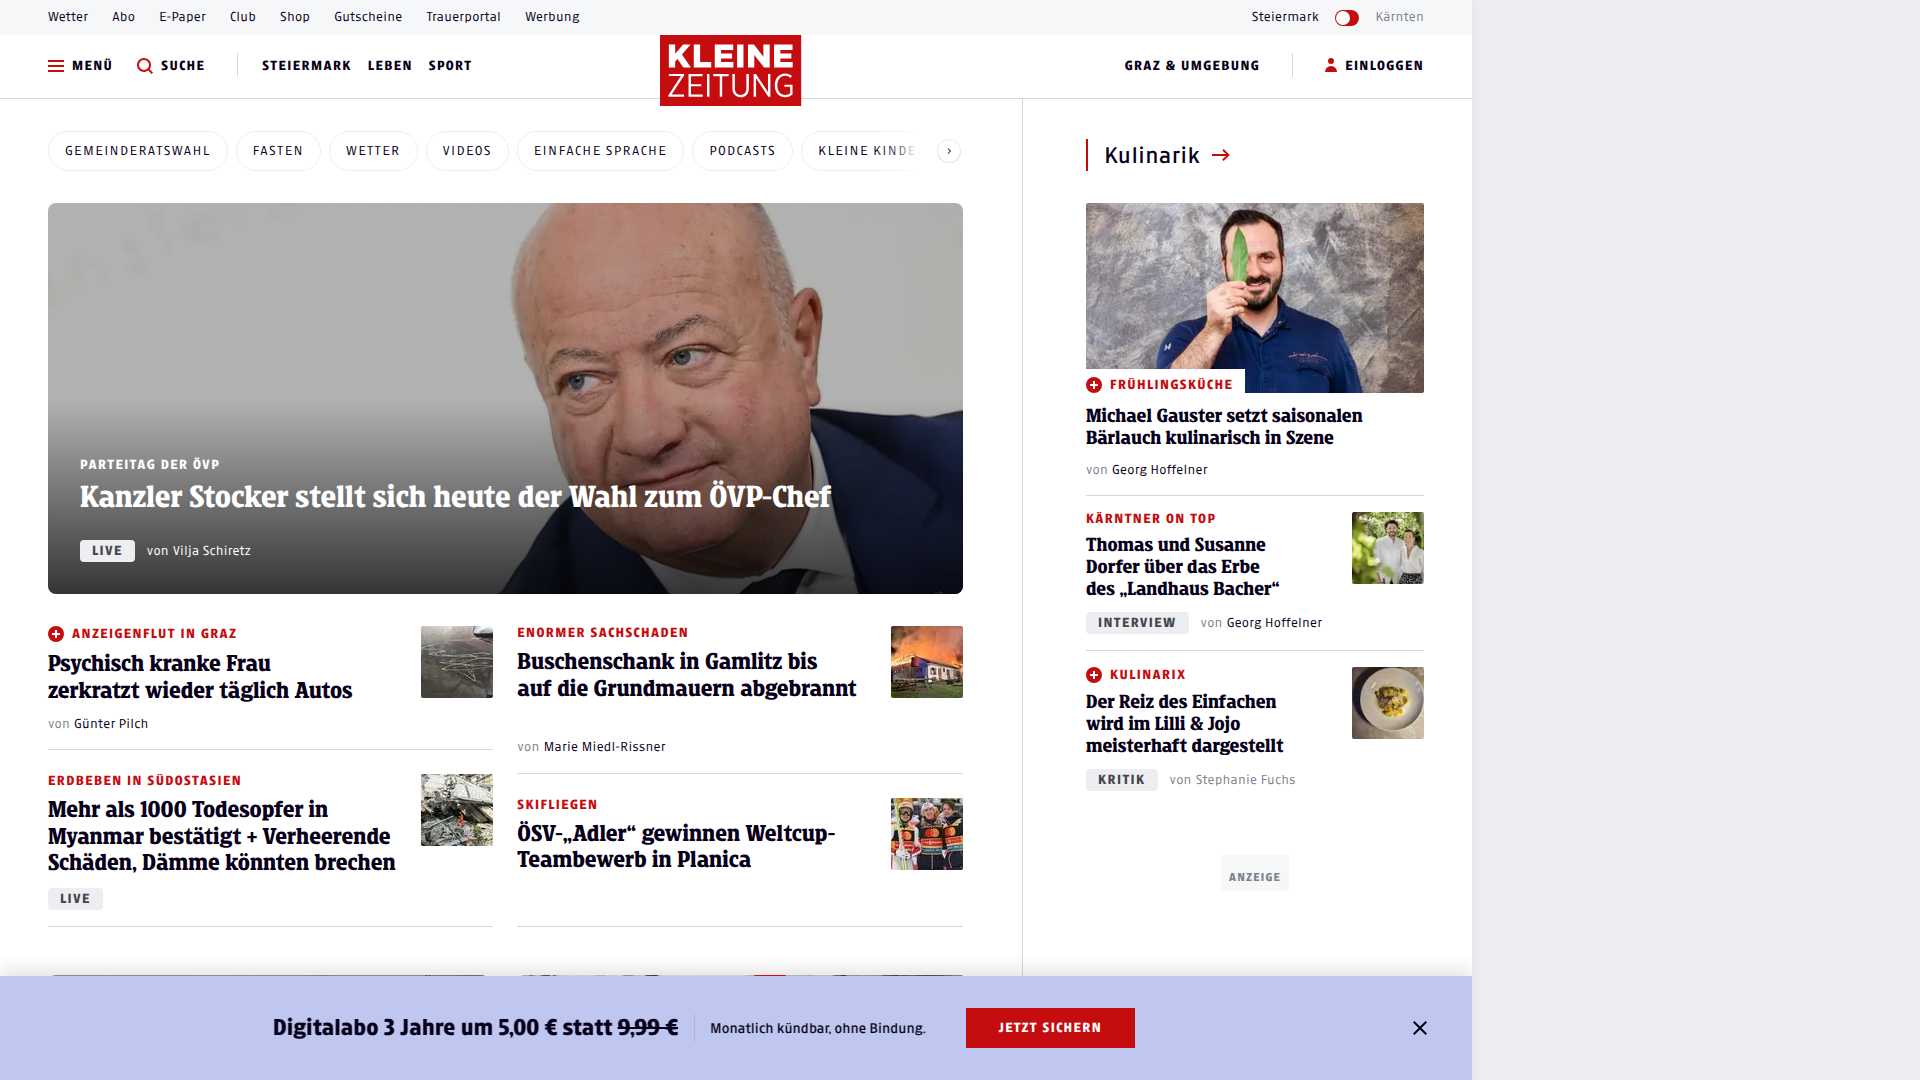 Wetter Abo E-Paper Club Shop Gutscheine Trauerportal Werbung Steiermark Kärnten
MENÜ SUCHE STEIERMARK LEBEN SPORT KLEINE ZEITUNG GRAZ & UMGEBUNG EINLOGGEN
GEMEINDERATSWAHL FASTEN WETTER VIDEOS EINFACHE SPRACHE PODCASTS KLEINE KINDE
PARTEITAG DER ÖVP
Kanzler Stocker stellt sich heute der Wahl zum ÖVP-Chef
LIVE von Vilja Schiretz
ANZEIGENFLUT IN GRAZ
Psychisch kranke Frau
zerkratzt wieder täglich Autos
von Günter Pilch
ENORMER SACHSCHADEN
Buschenschank in Gamlitz bis
auf die Grundmauern abgebrannt
von Marie Miedl-Rissner
ERDBEBEN IN SÜDOSTASIEN
Mehr als 1000 Todesopfer in
Myanmar bestätigt + Verheerende
Schäden, Dämme könnten brechen
LIVE
SKIFLIEGEN
ÖSV-„Adler“ gewinnen Weltcup-
Teambewerb in Planica
Kulinarik
FRÜHLINGSKÜCHE
Michael Gauster setzt saisonalen
Bärlauch kulinarisch in Szene
von Georg Hoffelner
KÄRNTNER ON TOP
Thomas und Susanne
Dorfer über das Erbe
des „Landhaus Bacher“
INTERVIEW von Georg Hoffelner
KULINARIX
Der Reiz des Einfachen
wird im Lilli & Jojo
meisterhaft dargestellt
KRITIK von Stephanie Fuchs
ANZEIGE
Digitalabo 3 Jahre um 5,00 € statt 9,99 € Monatlich kündbar, ohne Bindung. JETZT SICHERN